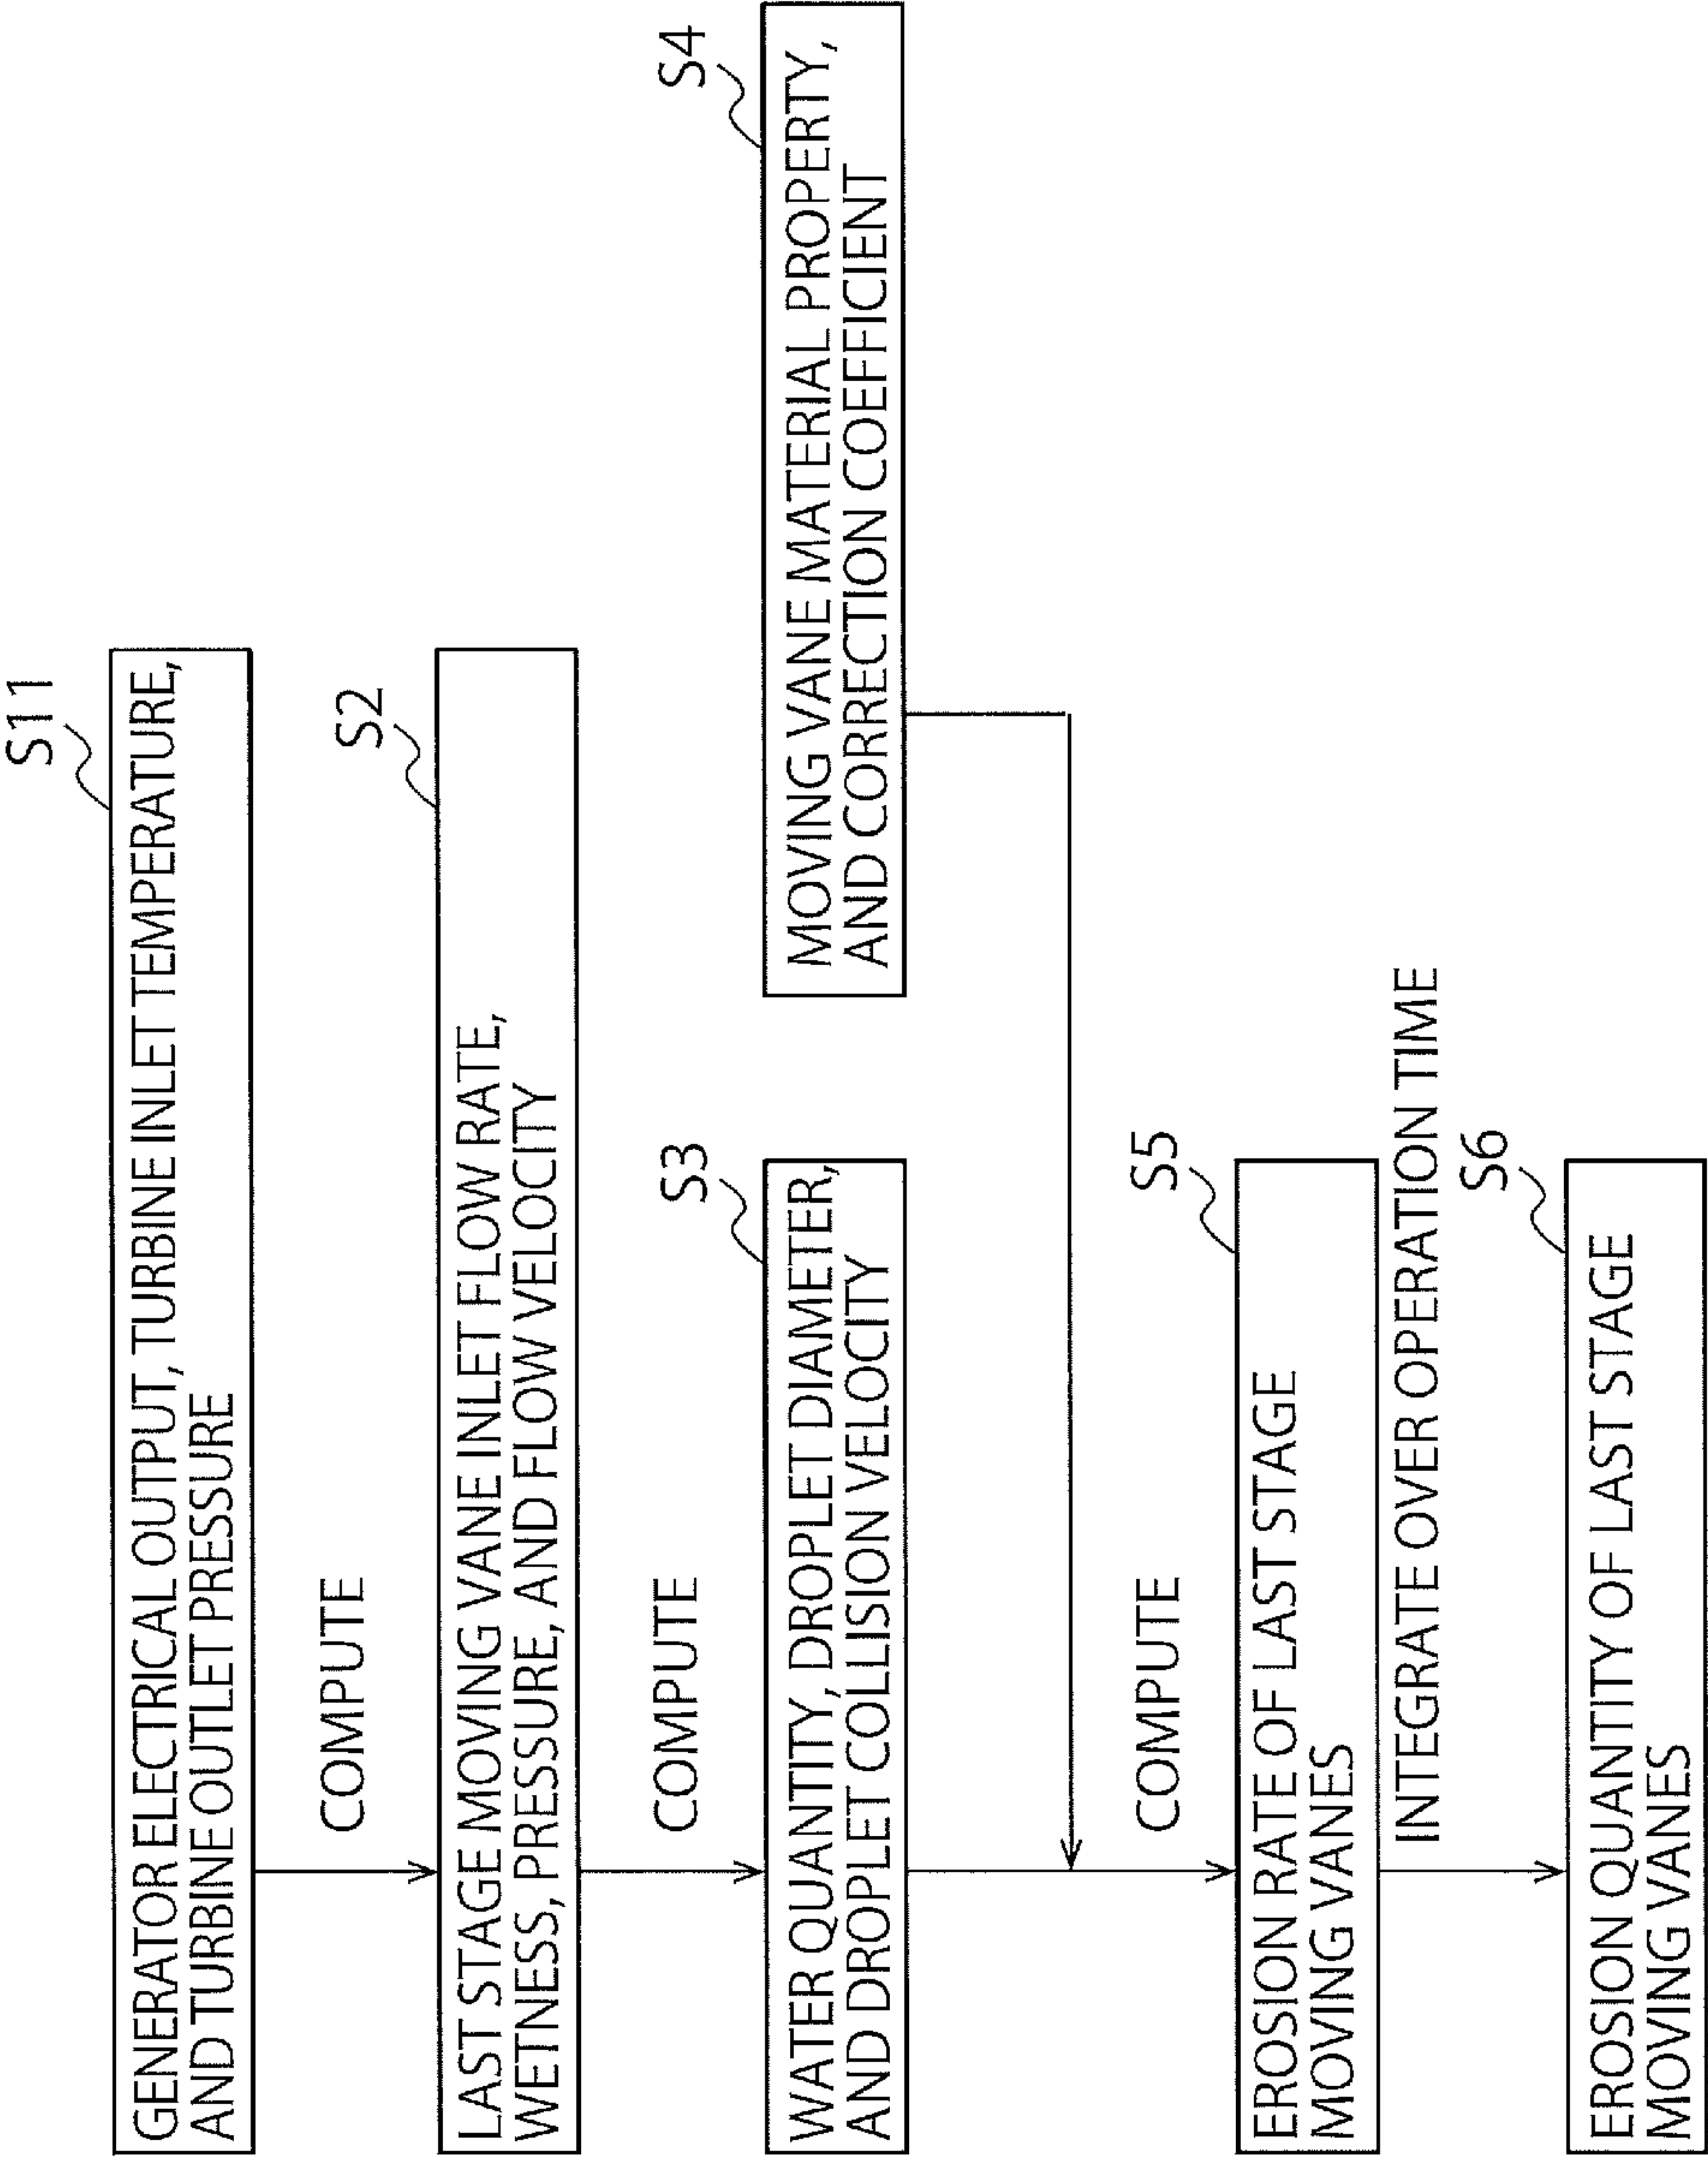 S11
GENERATOR ELECTRICAL OUTPUT, TURBINE INLET TEMPERATURE,
AND TURBINE OUTLET PRESSURE
COMPUTE
S2
LAST STAGE MOVING VANE INLET FLOW RATE,
WETNESS, PRESSURE, AND FLOW VELOCITY
COMPUTE
S3
WATER QUANTITY, DROPLET DIAMETER,
AND DROPLET COLLISION VELOCITY
S4
MOVING VANE MATERIAL PROPERTY,
AND CORRECTION COEFFICIENT
COMPUTE
S5
EROSION RATE OF LAST STAGE
MOVING VANES
INTEGRATE OVER OPERATION TIME
S6
EROSION QUANTITY OF LAST STAGE
MOVING VANES